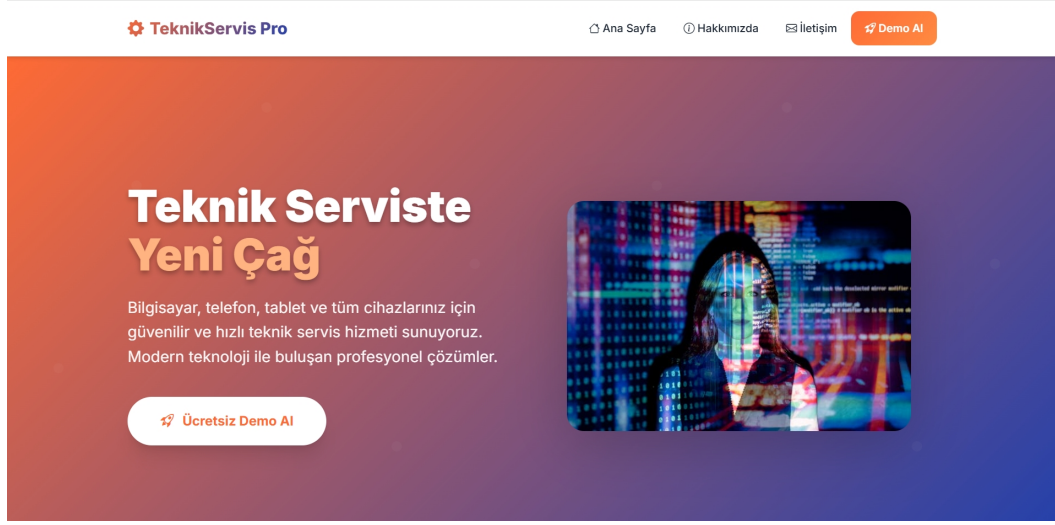 TeknikServis Pro
Ana Sayfa
Hakkımızda
İletişim
Demo Al
Teknik Serviste
Yeni Çağ
Bilgisayar, telefon, tablet ve tüm cihazlarınız için
güvenilir ve hızlı teknik servis hizmeti sunuyoruz.
Modern teknoloji ile buluşan profesyonel çözümler.
Ücretsiz Demo Al